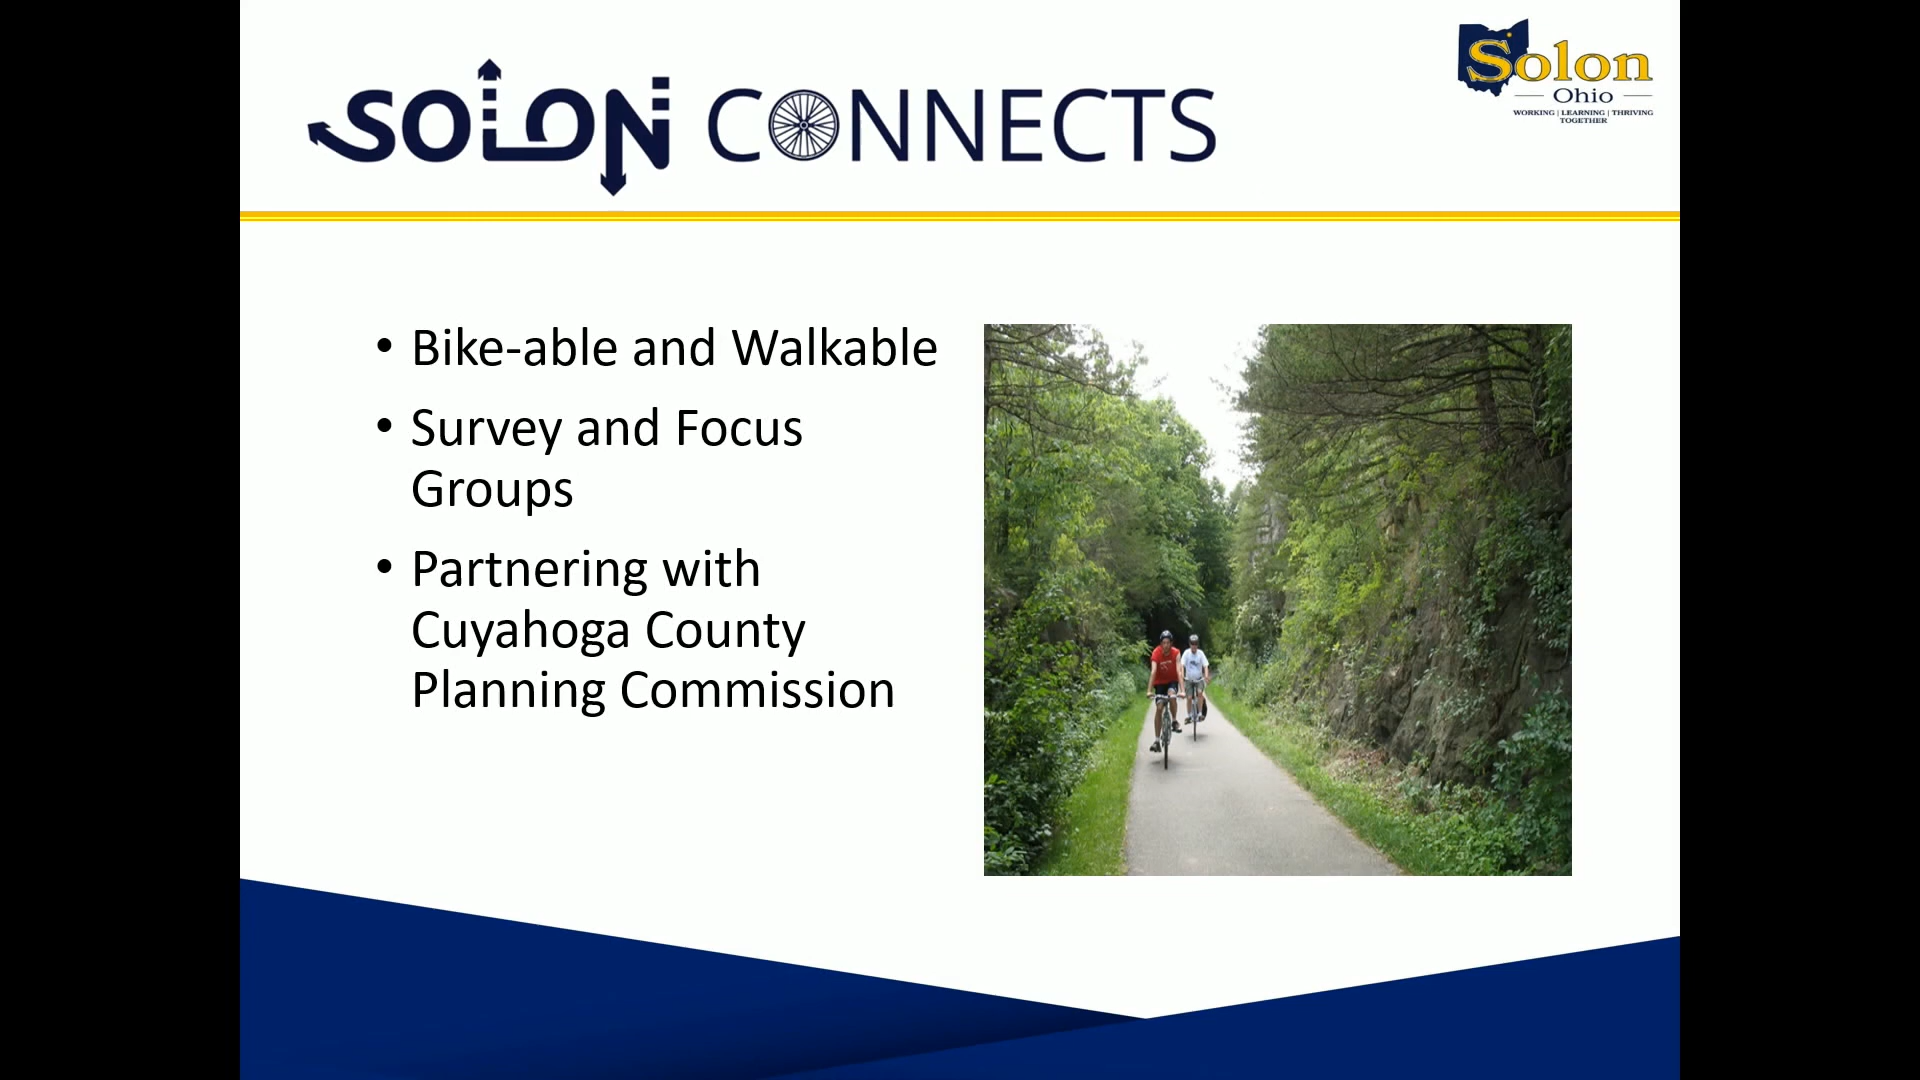 SOLON CONNECTS
Solon
Ohio
WORKING | LEARNING | THRIVING
TOGETHER
• Bike-able and Walkable
• Survey and Focus
Groups
• Partnering with
Cuyahoga County
Planning Commission